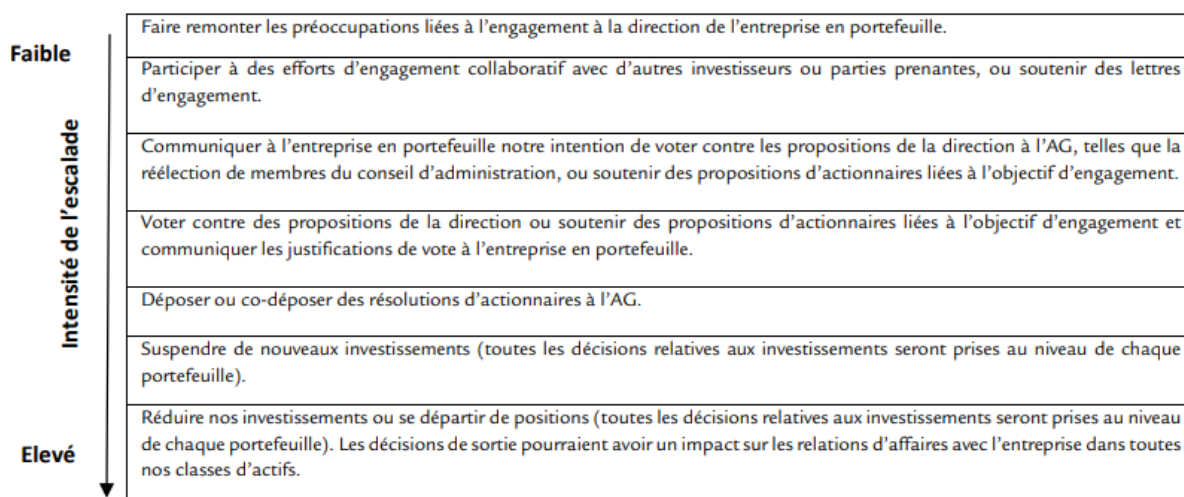 Faible
Faire remonter les préoccupations liées à l'engagement à la direction de l'entreprise en portefeuille.
Participer à des efforts d'engagement collaboratif avec d'autres investisseurs ou parties prenantes, ou soutenir des lettres
d'engagement.
Intensité de l'escalade
Communiquer à l'entreprise en portefeuille notre intention de voter contre les propositions de la direction à l'AG, telles que la
réélection de membres du conseil d'administration, ou soutenir des propositions d'actionnaires liées à l'objectif d'engagement.
Voter contre des propositions de la direction ou soutenir des propositions d'actionnaires liées à l'objectif d'engagement et
communiquer les justifications de vote à l'entreprise en portefeuille.
Déposer ou co-déposer des résolutions d'actionnaires à l'AG.
Suspendre de nouveaux investissements (toutes les décisions relatives aux investissements seront prises au niveau de chaque
portefeuille).
Elevé
Réduire nos investissements ou se départir de positions (toutes les décisions relatives aux investissements seront prises au niveau
de chaque portefeuille). Les décisions de sortie pourraient avoir un impact sur les relations d'affaires avec l'entreprise dans toutes
nos classes d'actifs.